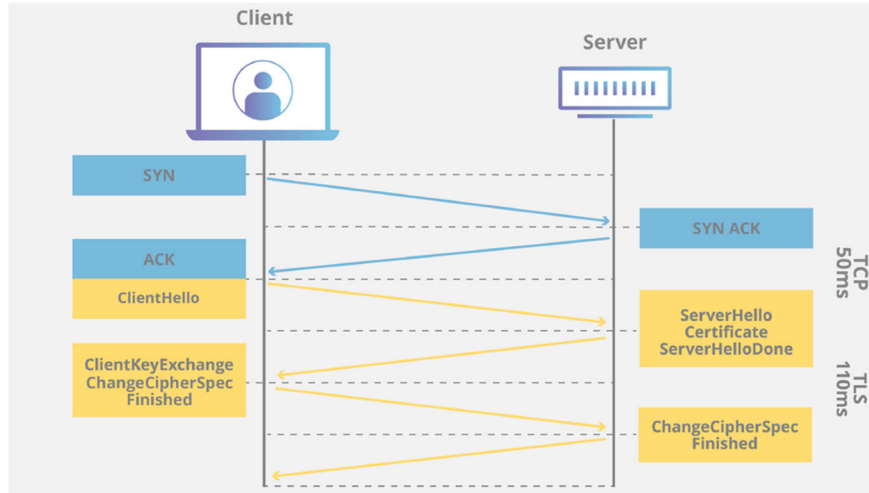 Client
Server
SYN
SYN ACK
ACK
ClientHello
TCP
50ms
ServerHello
Certificate
ServerHelloDone
ClientKeyExchange
ChangeCipherSpec
Finished
TLS
110ms
ChangeCipherSpec
Finished